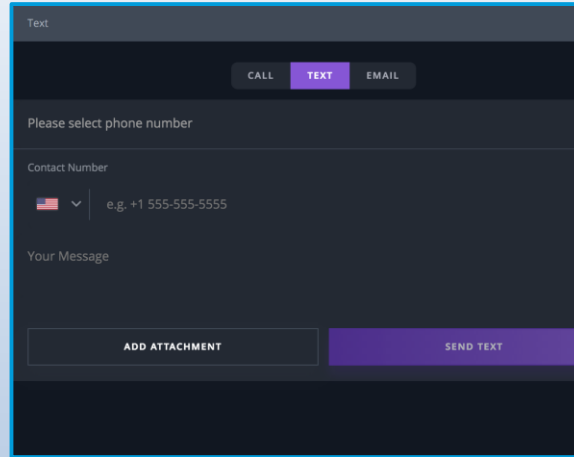 Text
CALL TEXT EMAIL
Please select phone number
Contact Number
e.g. +1 555-555-5555
Your Message
ADD ATTACHMENT SEND TEXT